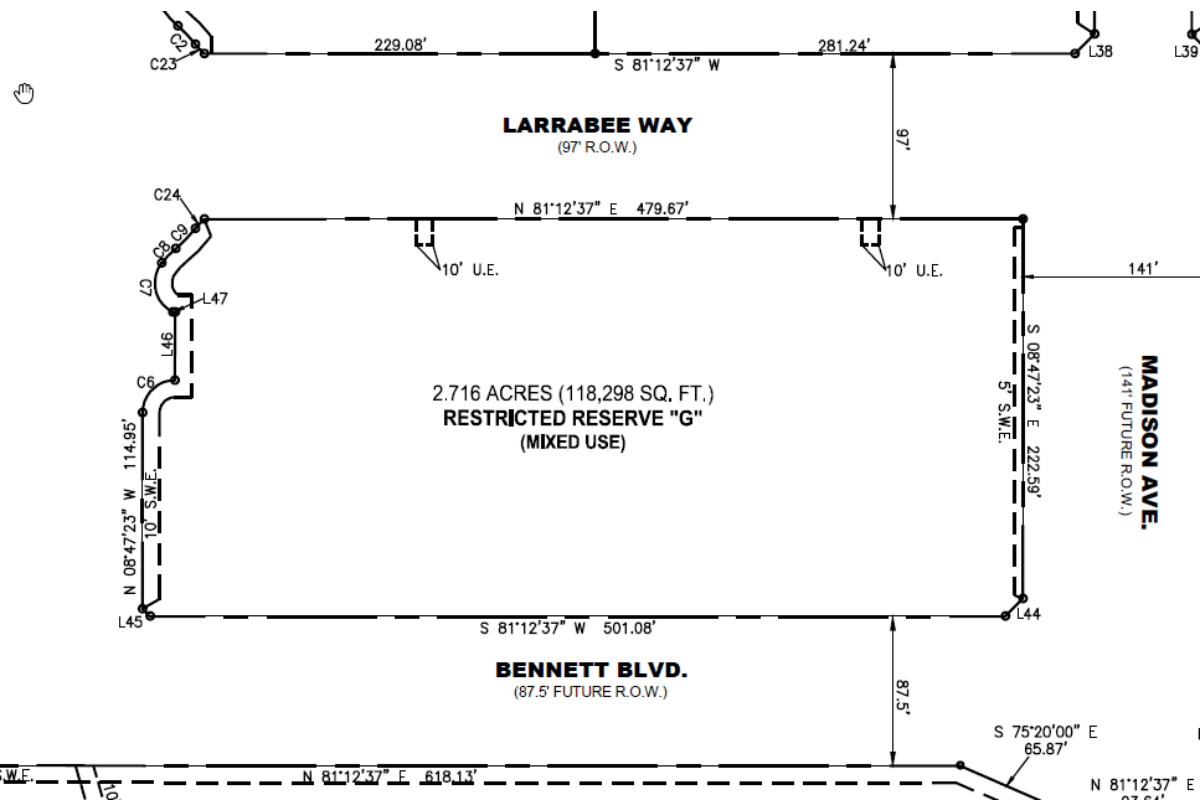 C2
C23
229.08'
281.24'
S 81°12'37" W
L38
L39
LARRABEE WAY
(97' R.O.W.)
97'
C24
N 81°12'37" E 479.67'
C9
C8
C7
10' U.E.
10' U.E.
141'
L47
L46
C6
2.716 ACRES (118,298 SQ. FT.)
RESTRICTED RESERVE "G"
(MIXED USE)
N 08°47'23" W 114.95'
10' S.W.E.
5' S.W.E.
S 08°47'23" E 222.59'
MADISON AVE.
(141' FUTURE R.O.W.)
L45
L44
S 81°12'37" W 501.08'
BENNETT BLVD.
(87.5' FUTURE R.O.W.)
87.5'
S 75°20'00" E
65.87'
N 81°12'37" E 618.13'
N 81°12'37" E